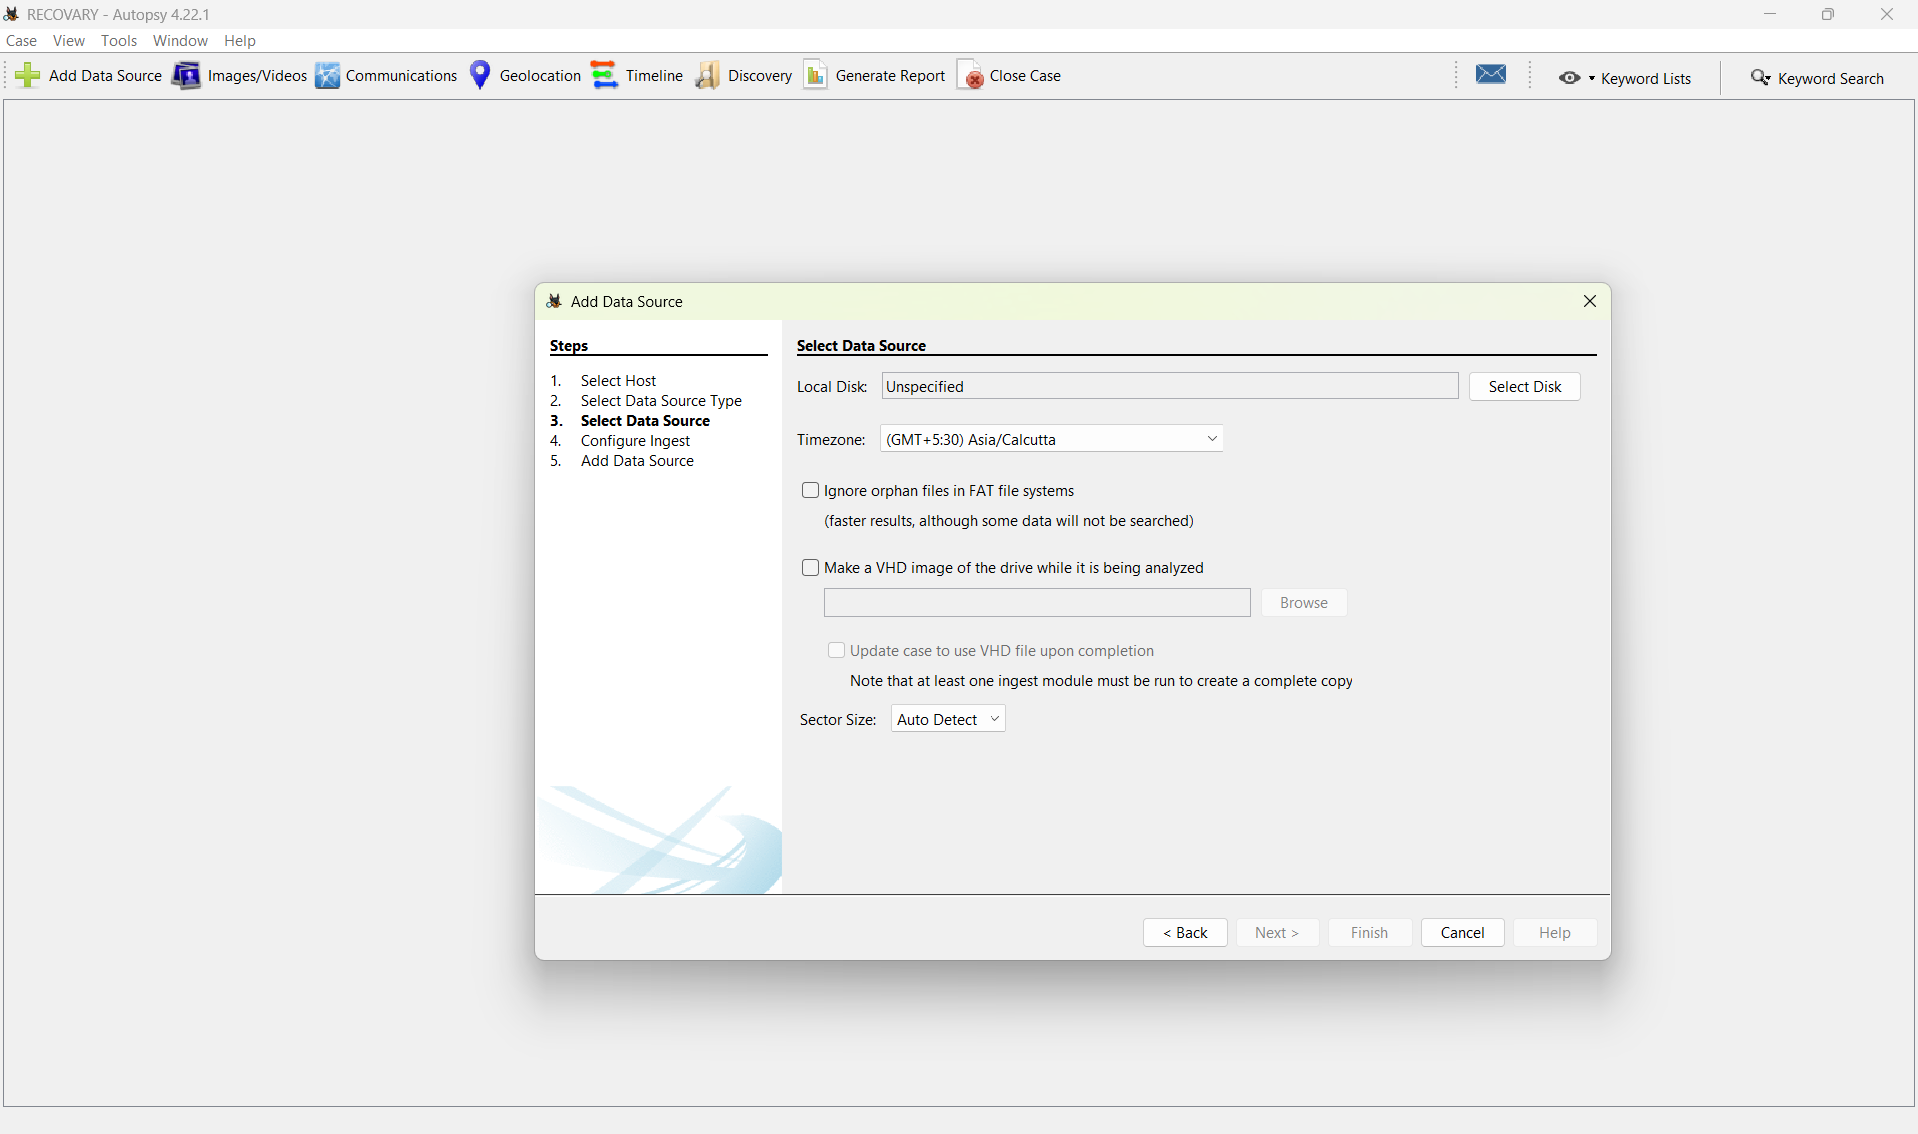 RECOVARY - Autopsy 4.22.1
Case View Tools Window Help
Add Data Source Images/Videos Communications Geolocation Timeline Discovery Generate Report Close Case Keyword Lists Keyword Search
Add Data Source
Steps
1. Select Host
2. Select Data Source Type
3. Select Data Source
4. Configure Ingest
5. Add Data Source
Select Data Source
Local Disk: Unspecified Select Disk
Timezone: (GMT+5:30) Asia/Calcutta
Ignore orphan files in FAT file systems
(faster results, although some data will not be searched)
Make a VHD image of the drive while it is being analyzed
Browse
Update case to use VHD file upon completion
Note that at least one ingest module must be run to create a complete copy
Sector Size: Auto Detect
< Back Next > Finish Cancel Help